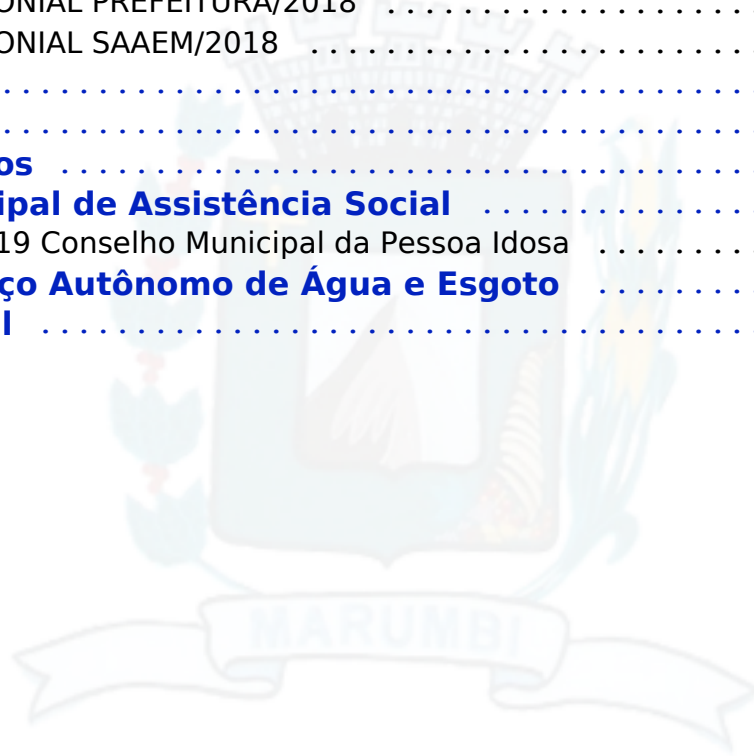 ONIAL PREFEITURA/2018 . . . . . . . . . . . . . . . . . . . .
ONIAL SAAEM/2018 . . . . . . . . . . . . . . . . . . . . . . . .
. . . . . . . . . . . . . . . . . . . . . . . . . . . . . . . . . . . . . . . .
. . . . . . . . . . . . . . . . . . . . . . . . . . . . . . . . . . . . . . . .
os . . . . . . . . . . . . . . . . . . . . . . . . . . . . . . . . . . . .
ipal de Assistência Social . . . . . . . . . . . . . .
19 Conselho Municipal da Pessoa Idosa . . . . . . . .
ço Autônomo de Água e Esgoto . . . . . . . .
l . . . . . . . . . . . . . . . . . . . . . . . . . . . . . . . . . . . . .
MARUMBI